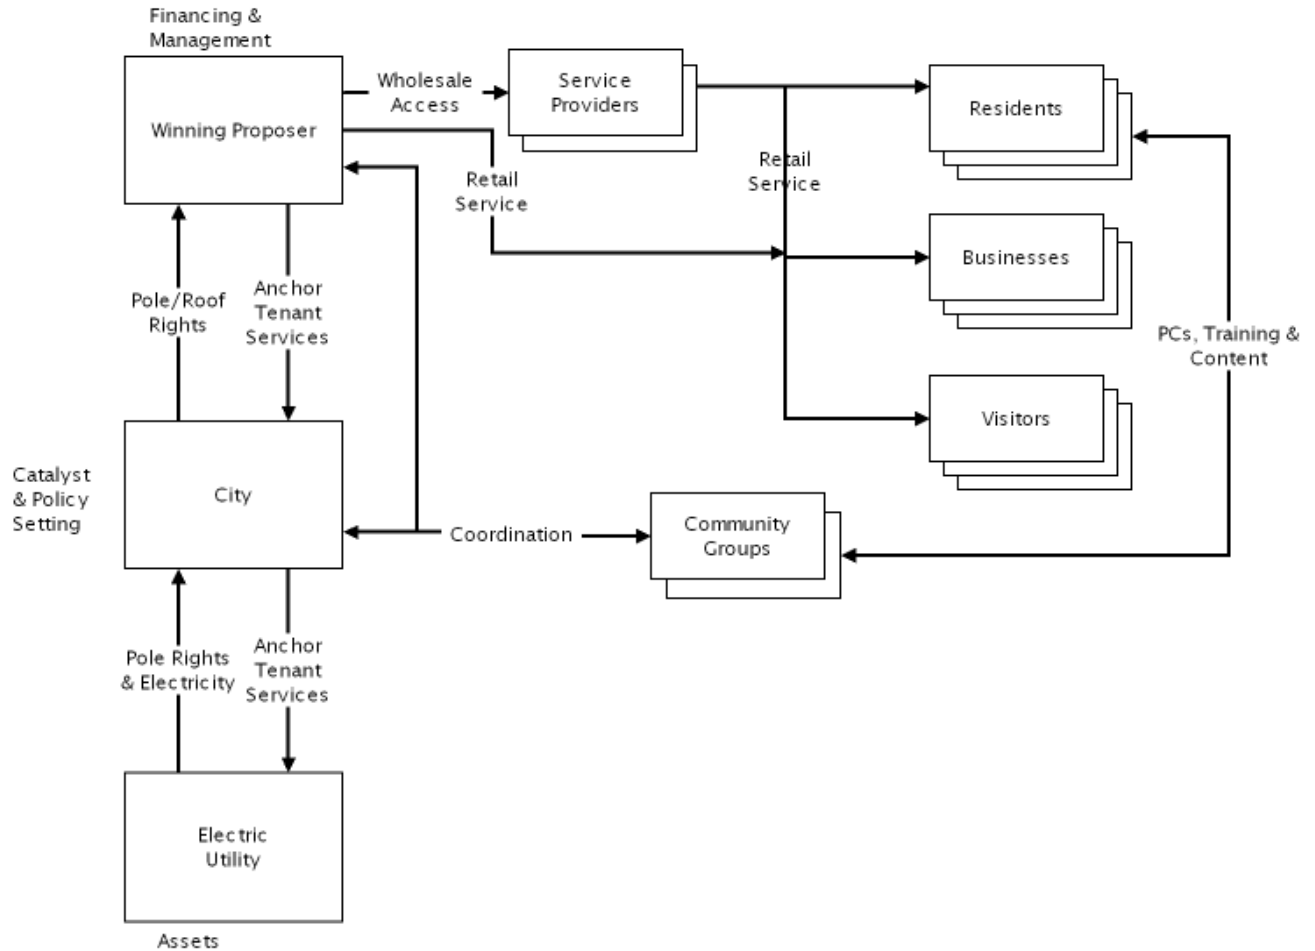 Financing &
Management
Winning Proposer
Wholesale
Access
Service
Providers
Residents
Retail
Service
Retail
Service
Businesses
Pole/Roof
Rights
Anchor
Tenant
Services
PCs, Training &
Content
Visitors
Catalyst
& Policy
Setting
City
Coordination
Community
Groups
Pole Rights
& Electricity
Anchor
Tenant
Services
Electric
Utility
Assets